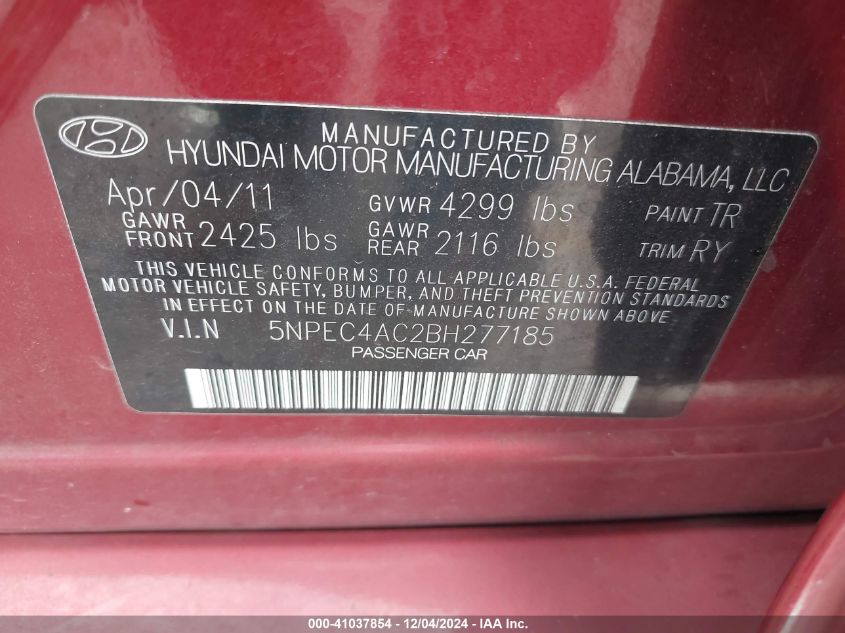 MANUFACTURED BY
HYUNDAI MOTOR MANUFACTURING ALABAMA, LLC
Apr/04/11 GVWR 4299 lbs PAINT TR
GAWR FRONT 2425 lbs GAWR REAR 2116 lbs TRIM RY
THIS VEHICLE CONFORMS TO ALL APPLICABLE U.S.A. FEDERAL
MOTOR VEHICLE SAFETY, BUMPER, AND THEFT PREVENTION STANDARDS
IN EFFECT ON THE DATE OF MANUFACTURE SHOWN ABOVE.
V.I.N 5NPEC4AC2BH277185
PASSENGER CAR
000-41037854 - 12/04/2024 - IAA Inc.